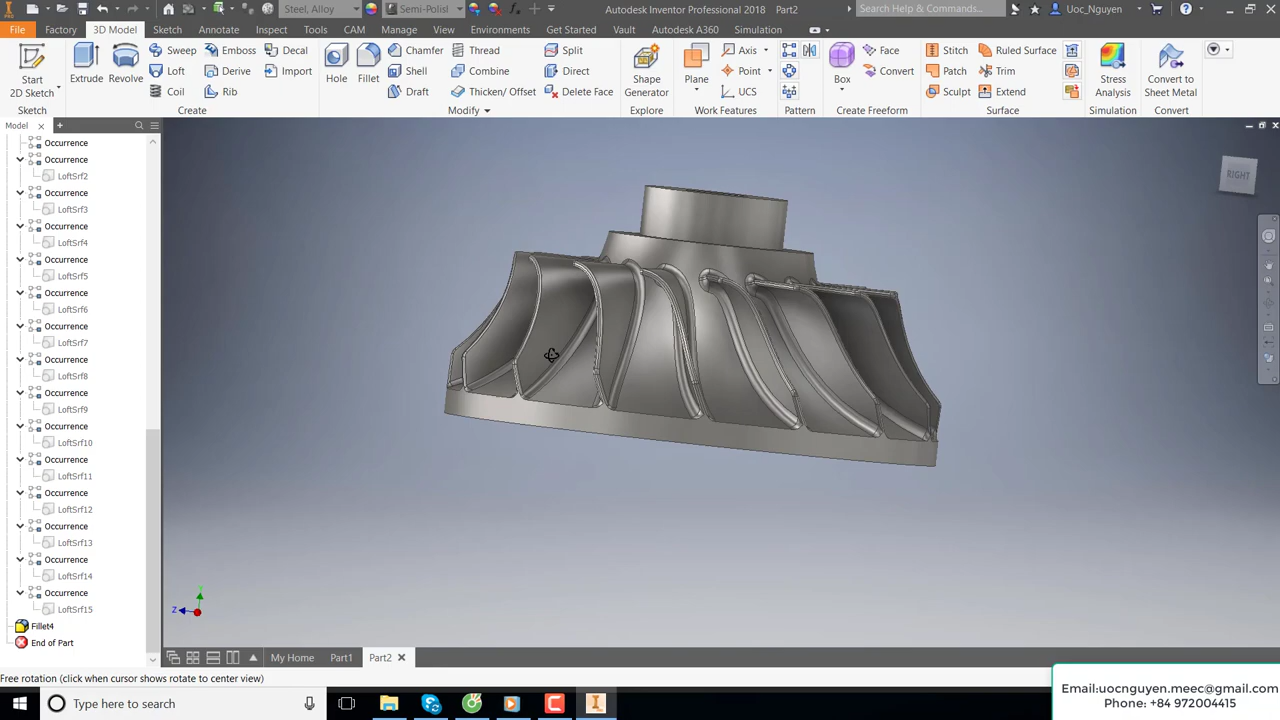 PRO
Steel, Alloy
Semi-Polish
Autodesk Inventor Professional 2018 Part2
Search Help & Commands...
Uoc_Nguyen
File Factory 3D Model Sketch Annotate Inspect Tools CAM Manage View Environments Get Started Vault Autodesk A360 Simulation
Start
2D Sketch
Extrude
Revolve
Sweep
Emboss
Decal
Loft
Derive
Import
Coil
Rib
Hole
Fillet
Chamfer
Thread
Split
Shell
Combine
Direct
Draft
Thicken/ Offset
Delete Face
Shape
Generator
Plane
Axis
Point
UCS
Box
Face
Convert
Stitch
Ruled Surface
Patch
Trim
Sculpt
Extend
Stress
Analysis
Convert to
Sheet Metal
Sketch Create Modify Explore Work Features Pattern Create Freeform Surface Simulation Convert
Model
Occurrence
Occurrence
LoftSrf2
Occurrence
LoftSrf3
Occurrence
LoftSrf4
Occurrence
LoftSrf5
Occurrence
LoftSrf6
Occurrence
LoftSrf7
Occurrence
LoftSrf8
Occurrence
LoftSrf9
Occurrence
LoftSrf10
Occurrence
LoftSrf11
Occurrence
LoftSrf12
Occurrence
LoftSrf13
Occurrence
LoftSrf14
Occurrence
LoftSrf15
Fillet4
End of Part
RIGHT
Y
Z
My Home Part1 Part2
Free rotation (click when cursor shows rotate to center view)
Type here to search
Email:uocnguyen.meec@gmail.com
Phone: +84 972004415